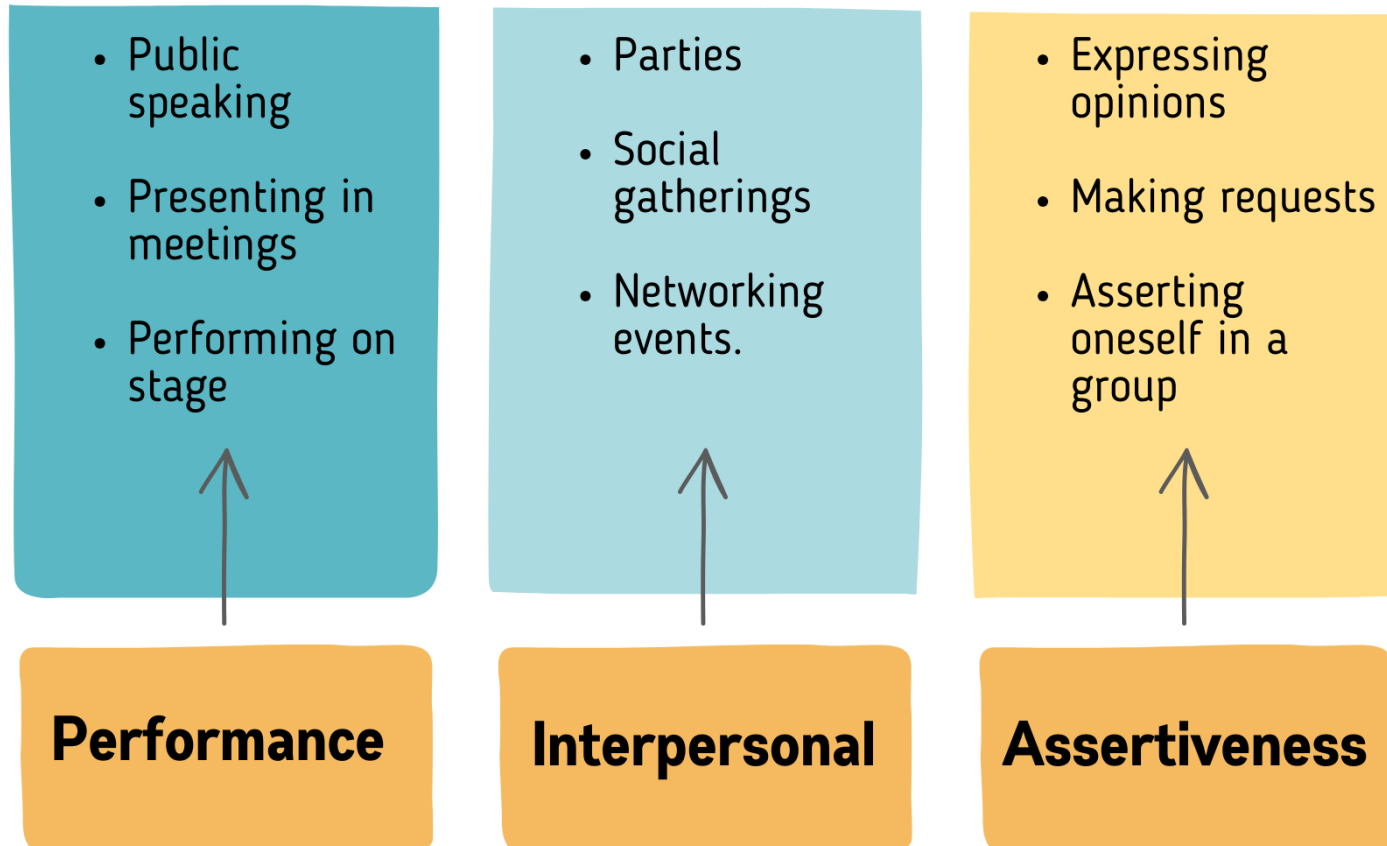 • Public
speaking
• Presenting in
meetings
• Performing on
stage
• Parties
• Social
gatherings
• Networking
events.
• Expressing
opinions
• Making requests
• Asserting
oneself in a
group
Performance
Interpersonal
Assertiveness